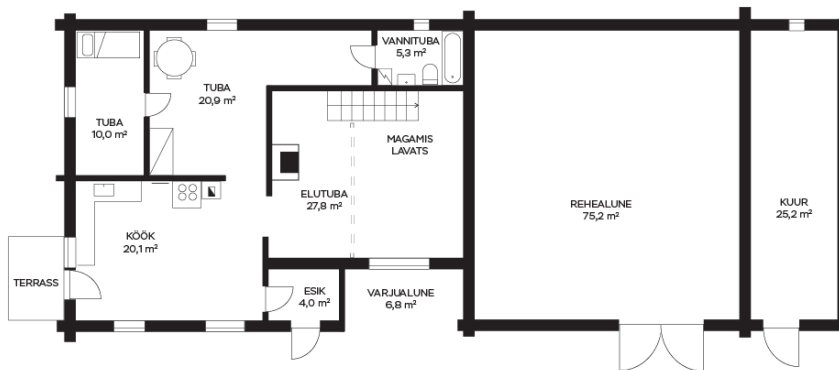 VANNITUBA
5,3 m²
TUBA
20,9 m²
TUBA
10,0 m²
MAGAMIS
LAVATS
ELUTUBA
27,8 m²
REHEALUNE
75,2 m²
KUUR
25,2 m²
KÖÖK
20,1 m²
TERRASS
ESIK
4,0 m²
VARJUALUNE
6,8 m²